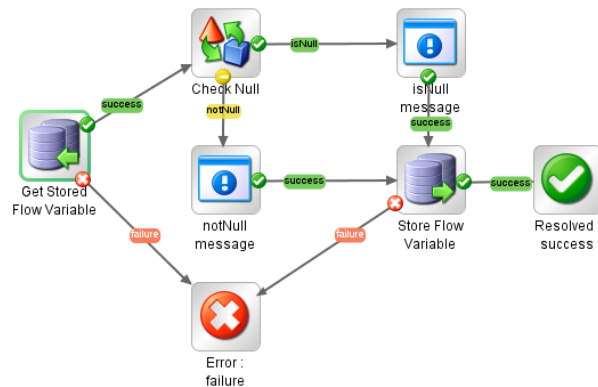 isNull
Check Null
isNull
message
success
notNull
success
Get Stored
Flow Variable
success
success
notNull
message
Store Flow
Variable
Resolved :
success
failure
failure
Error :
failure